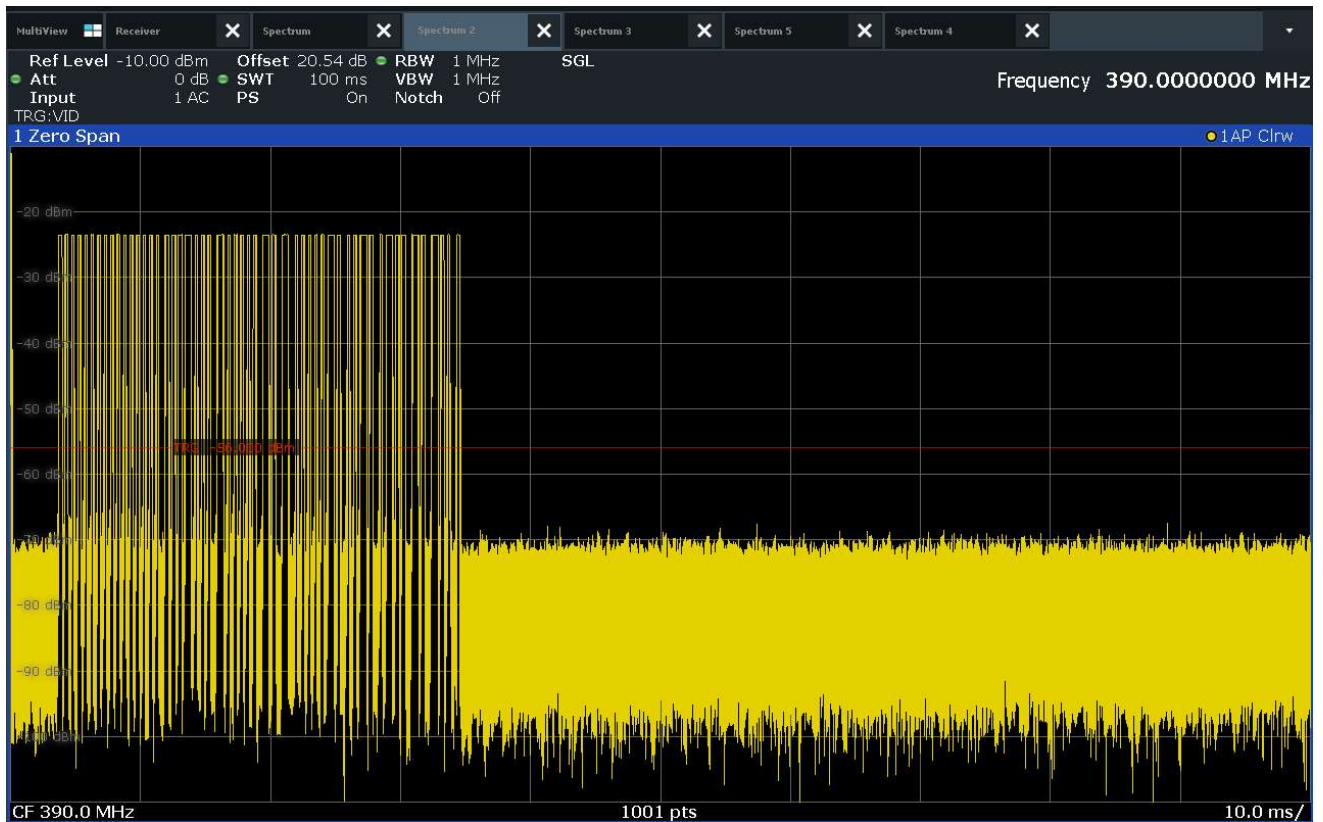 MultiView Receiver Spectrum Spectrum 2 Spectrum 3 Spectrum 5 Spectrum 4
Ref Level -10.00 dBm Offset 20.54 dB RBW 1 MHz SGL
Att 0 dB SWT 100 ms VBW 1 MHz
Input 1 AC PS On Notch Off
Frequency 390.0000000 MHz
TRG:VID
1 Zero Span 1AP Clrw
-20 dBm
-30 dBm
-40 dBm
-50 dBm
TRG -56.000 dBm
-60 dBm
-70 dBm
-80 dBm
-90 dBm
-100 dBm
CF 390.0 MHz 1001 pts 10.0 ms/